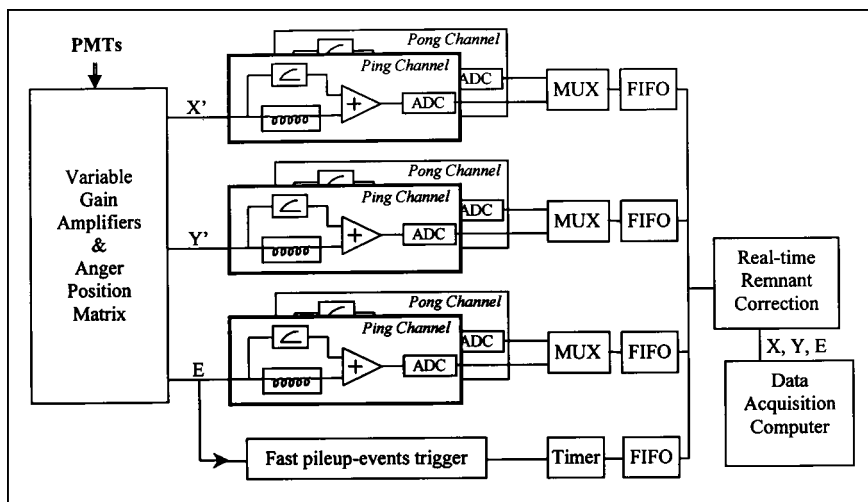 PMTs
Variable
Gain
Amplifiers
&
Anger
Position
Matrix
X'
Pong Channel
Ping Channel
+
ADC
ADC
MUX
FIFO
Y'
Pong Channel
Ping Channel
+
ADC
ADC
MUX
FIFO
E
Pong Channel
Ping Channel
+
ADC
ADC
MUX
FIFO
Fast pileup-events trigger
Timer
FIFO
Real-time
Remnant
Correction
X, Y, E
Data
Acquisition
Computer